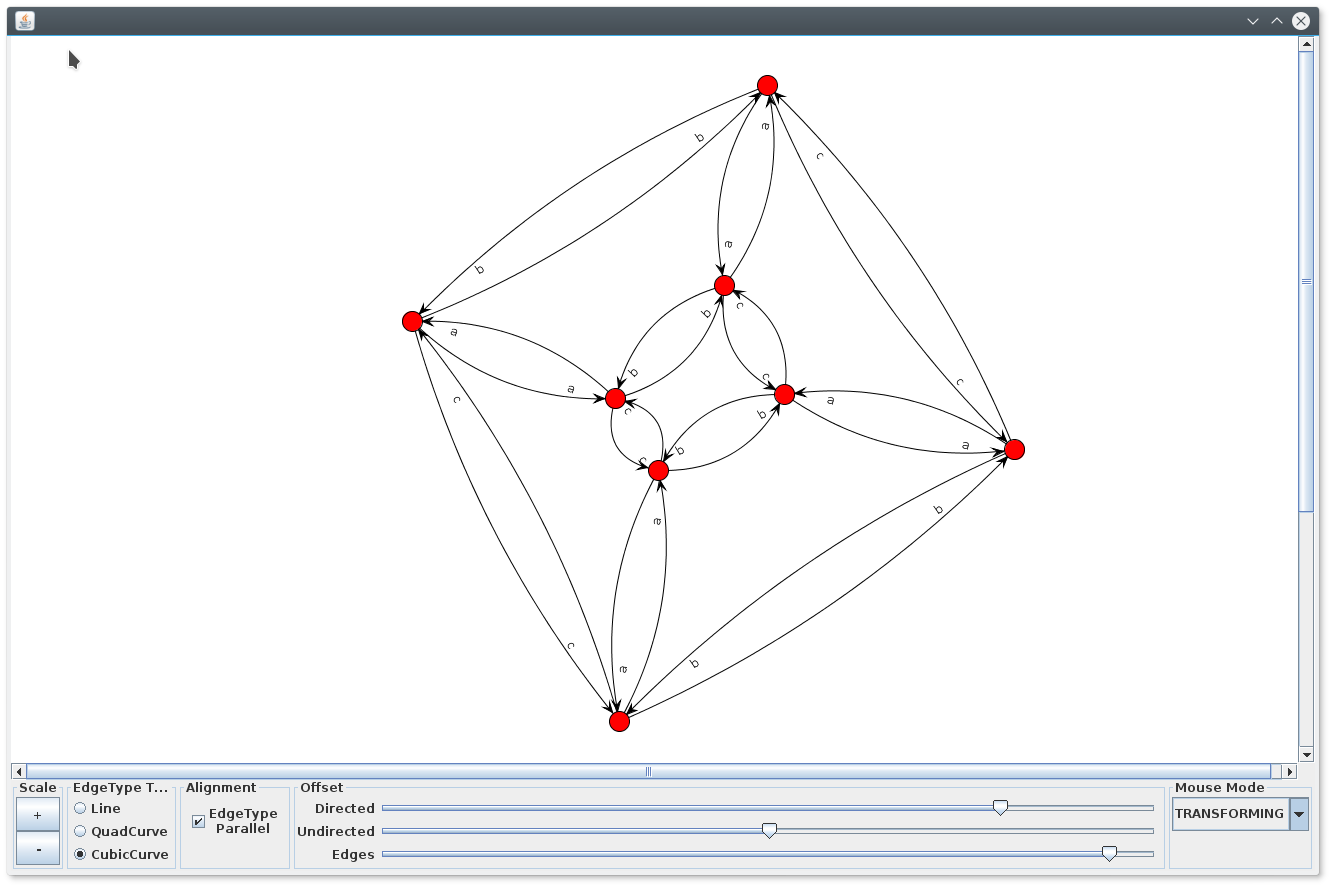 b
a
c
b
a
a
b
c
b
c
a
c
a
b
c
c
a
b
c
b
a
c
b
a
c
a
b
Scale
EdgeType T...
Alignment
Offset
Mouse Mode
+
-
Line
QuadCurve
CubicCurve
EdgeType
Parallel
Directed
Undirected
Edges
TRANSFORMING